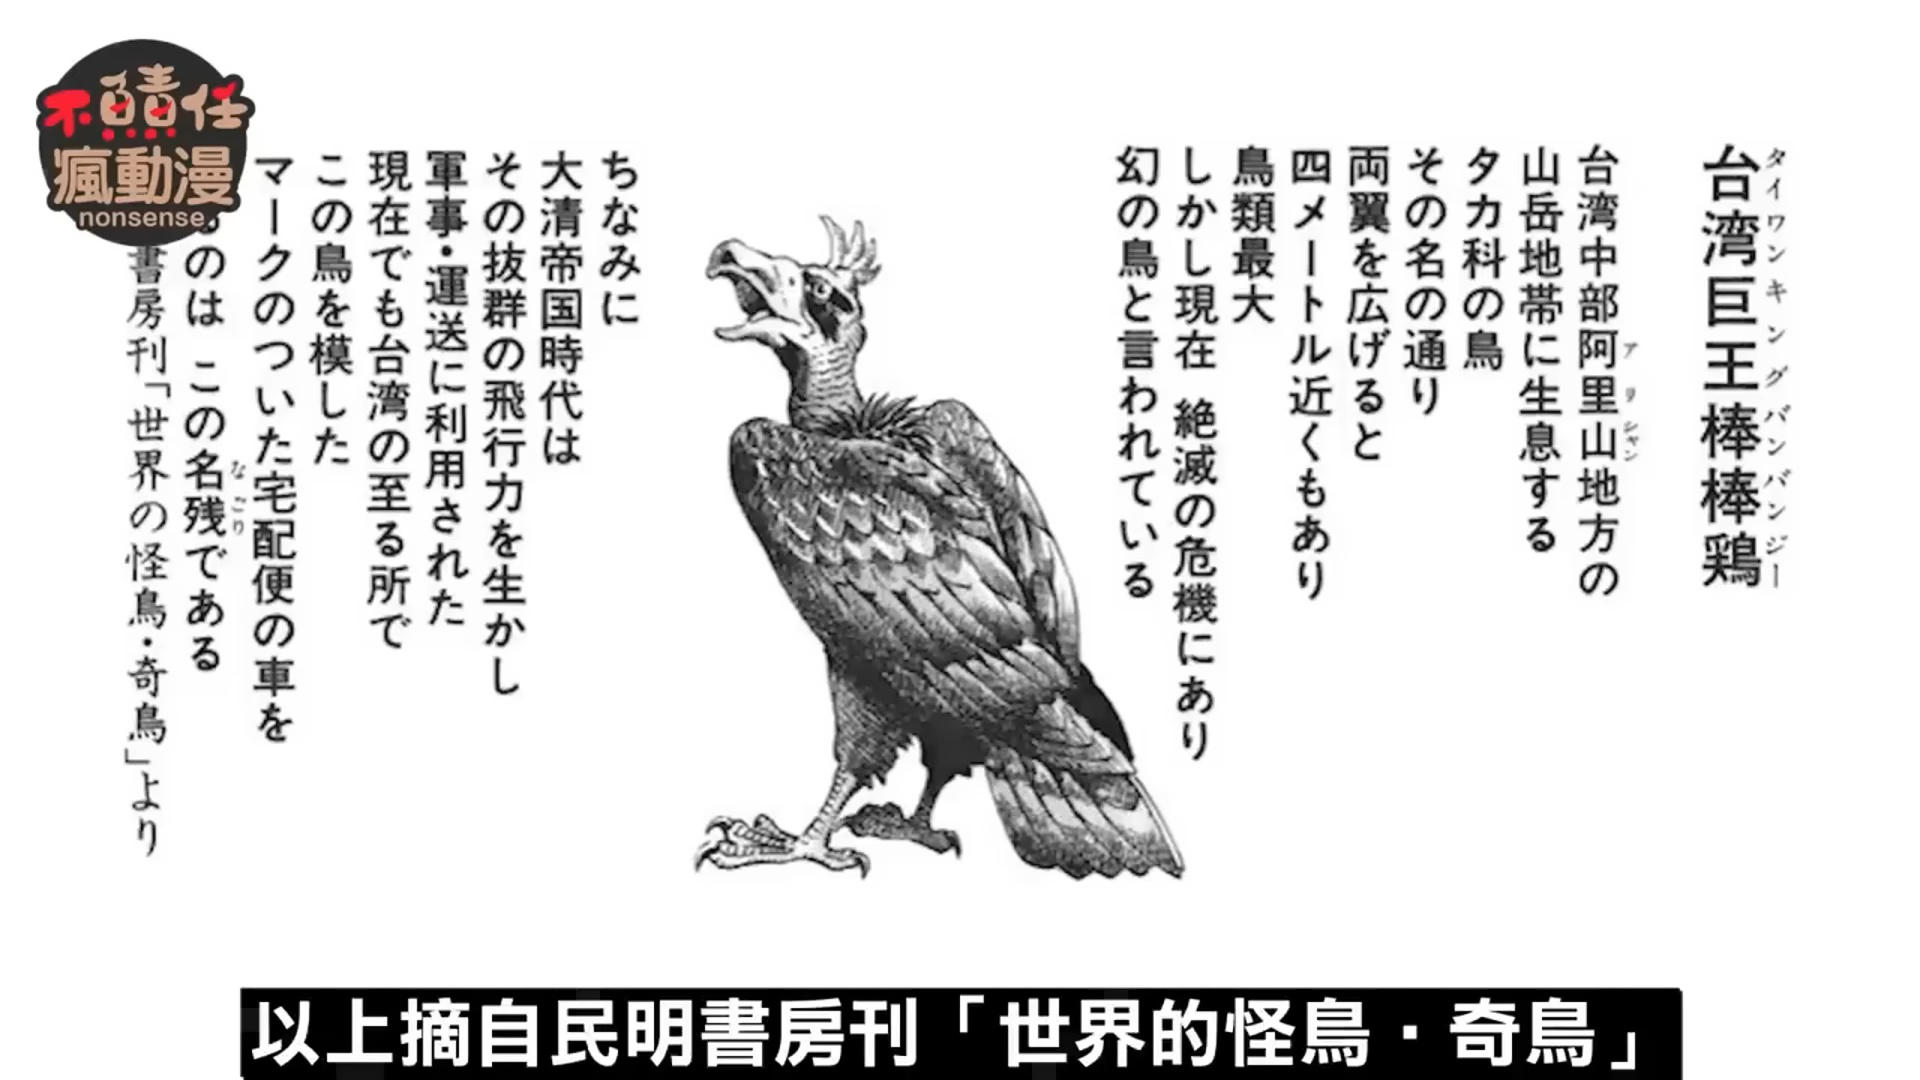 不負責任
瘋動漫
nonsense.
台湾巨王棒棒鶏
タイワンキングバンバンジー
台湾中部阿里山地方の
アリシャン
山岳地帯に生息する
タカ科の鳥
その名の通り
両翼を広げると
四メートル近くもあり
鳥類最大
しかし現在 絶滅の危機にあり
幻の鳥と言われている
ちなみに
大清帝国時代は
その抜群の飛行力を生かし
軍事・運送に利用された
現在でも台湾の至る所で
この鳥を模した
マークのついた宅配便の車を
のは この名残である
なごり
書房刊「世界の怪鳥・奇鳥」より
以上摘自民明書房刊「世界的怪鳥・奇鳥」